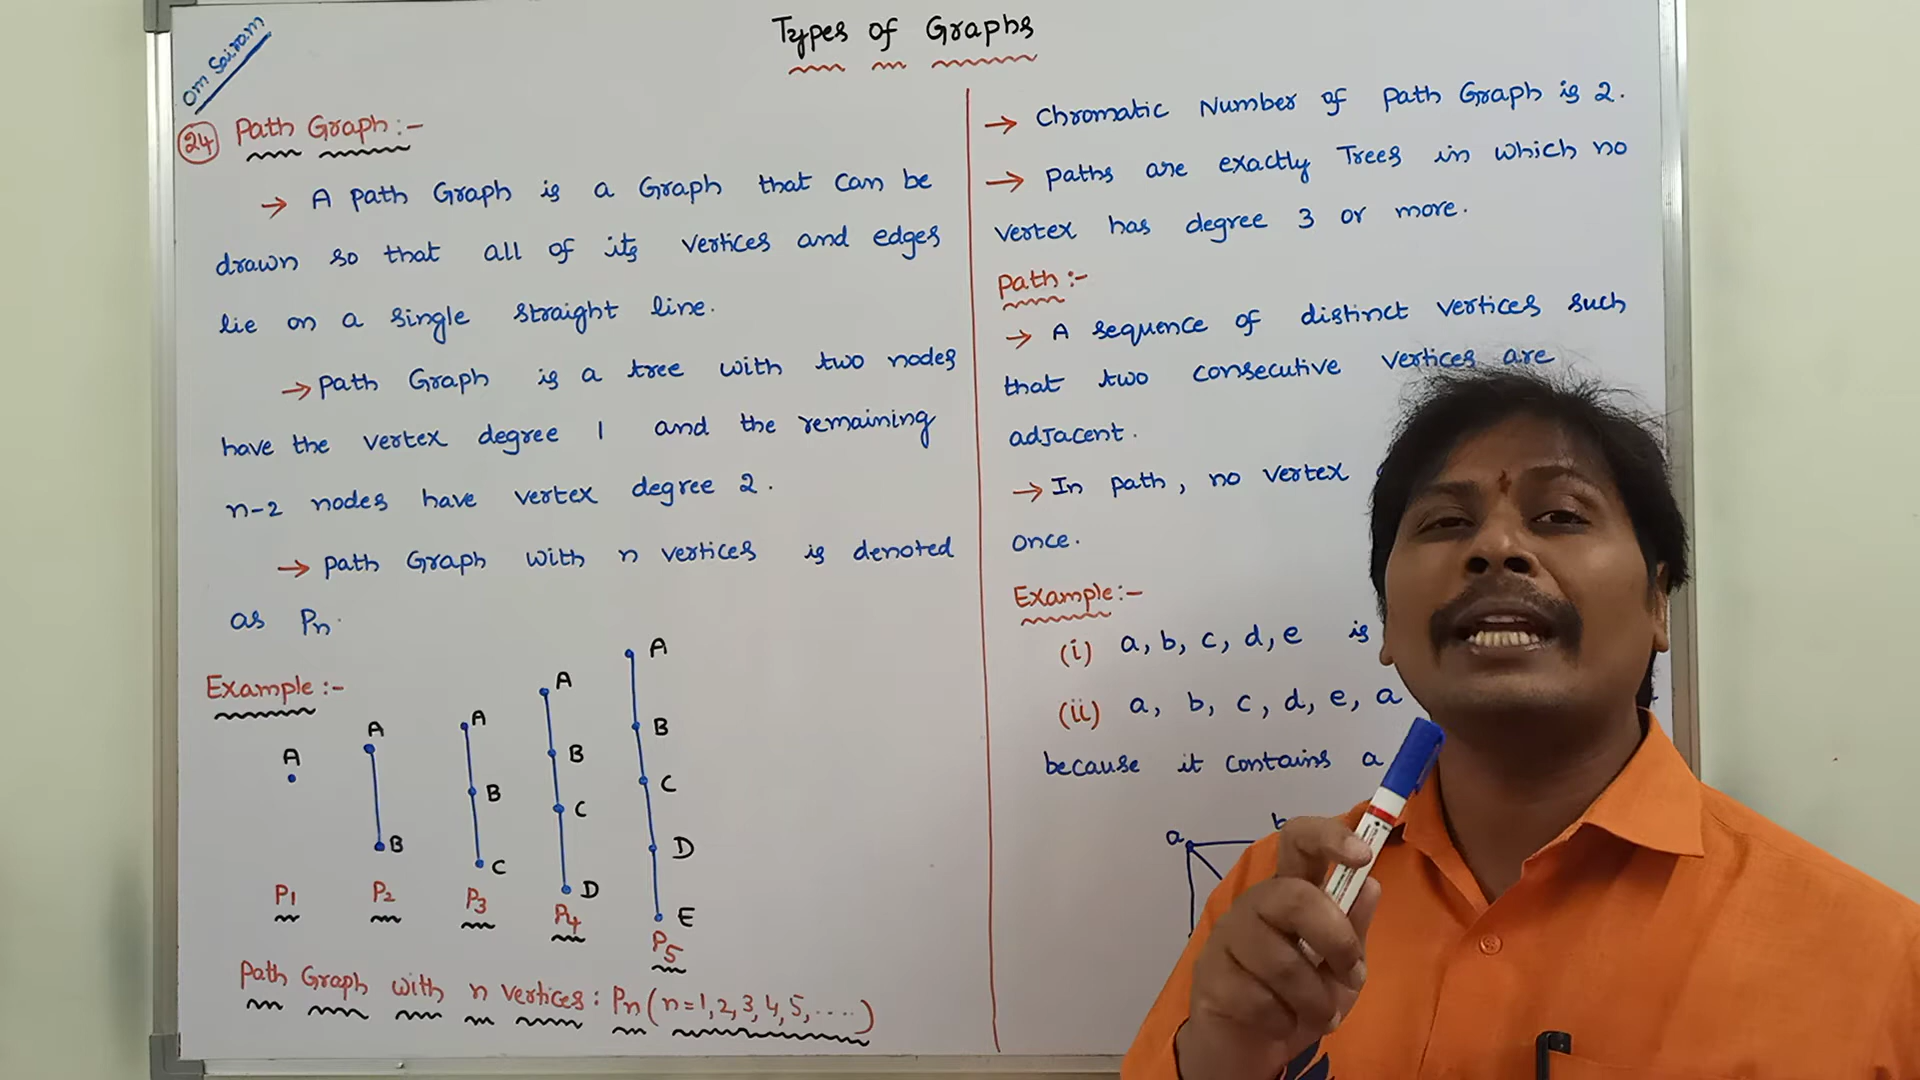 Types of Graphs
Om Sairam
24 Path Graph:-
→ A path Graph is a Graph that can be
drawn so that all of its vertices and edges
lie on a single straight line.
→ path Graph is a tree with two nodes
have the vertex degree 1 and the remaining
n-2 nodes have vertex degree 2.
→ path Graph with n vertices is denoted
as Pn.
Example:-
A
A
B
A
B
C
A
B
C
D
A
B
C
D
E
P1 P2 P3 P4 P5
Path Graph with n vertices: Pn (n=1,2,3,4,5,.....)
→ Chromatic Number of path Graph is 2.
→ paths are exactly Trees in which no
vertex has degree 3 or more.
Path:-
→ A sequence of distinct vertices such
that two consecutive vertices are
adjacent.
→ In path, no vertex
once.
Example:-
(i) a, b, c, d, e is
(ii) a, b, c, d, e, a
because it contains a
a b